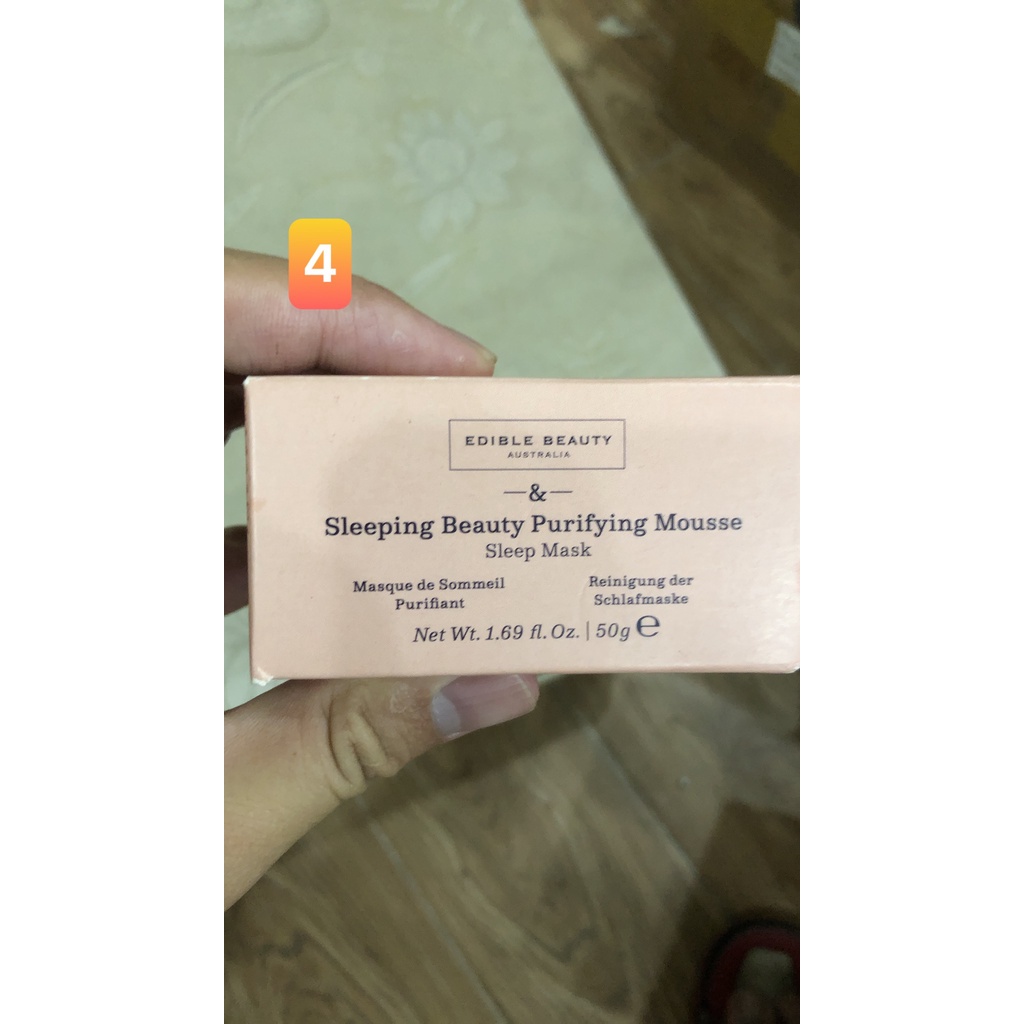 4
EDIBLE BEAUTY
AUSTRALIA
—&—
Sleeping Beauty Purifying Mousse
Sleep Mask
Masque de Sommeil
Purifiant
Reinigung der
Schlafmaske
Net Wt. 1.69 fl. Oz. | 50g ℮